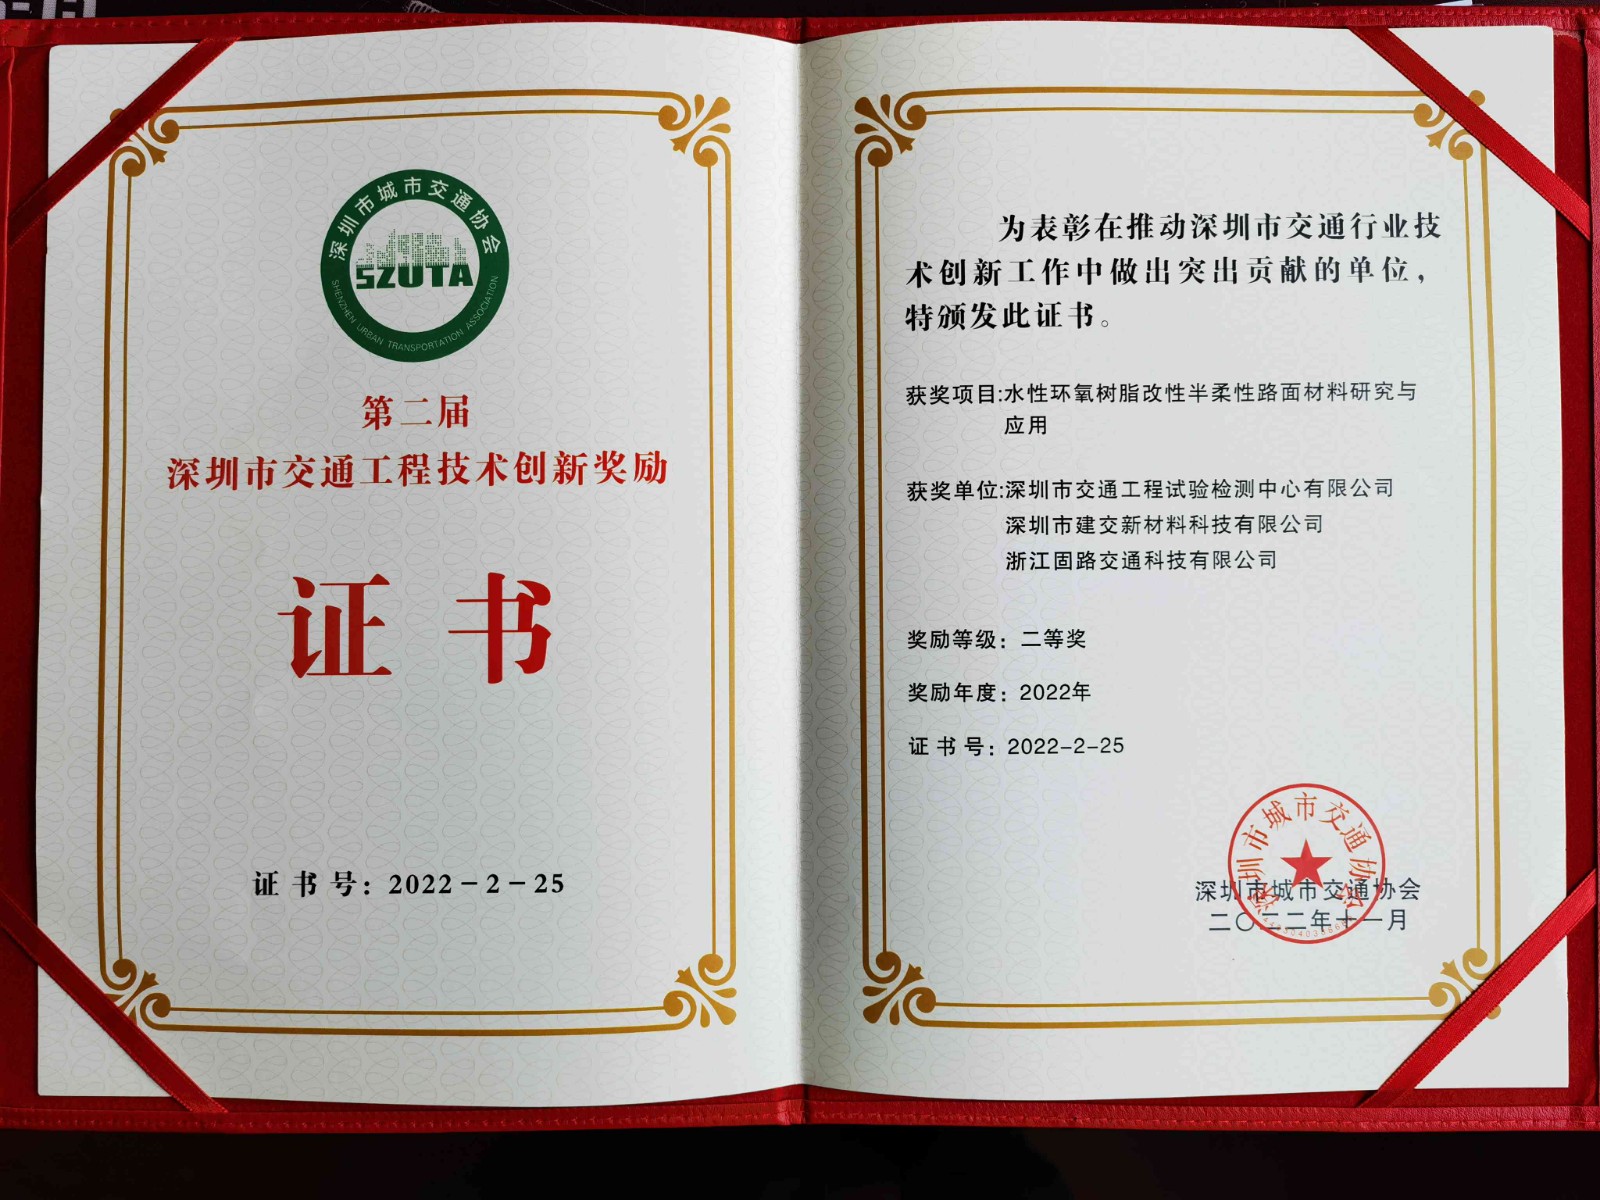 深圳市城市交通协会
SZUTA
SHENZHEN URBAN TRANSPORTATION ASSOCIATION
第二届
深圳市交通工程技术创新奖励
证书
证书号：2022-2-25
为表彰在推动深圳市交通行业技
术创新工作中做出突出贡献的单位，
特颁发此证书。
获奖项目:水性环氧树脂改性半柔性路面材料研究与
应用
获奖单位:深圳市交通工程试验检测中心有限公司
深圳市建交新材料科技有限公司
浙江固路交通科技有限公司
奖励等级：二等奖
奖励年度：2022年
证书号：2022-2-25
深圳市城市交通协会
深圳市城市交通协会
二〇二二年十一月